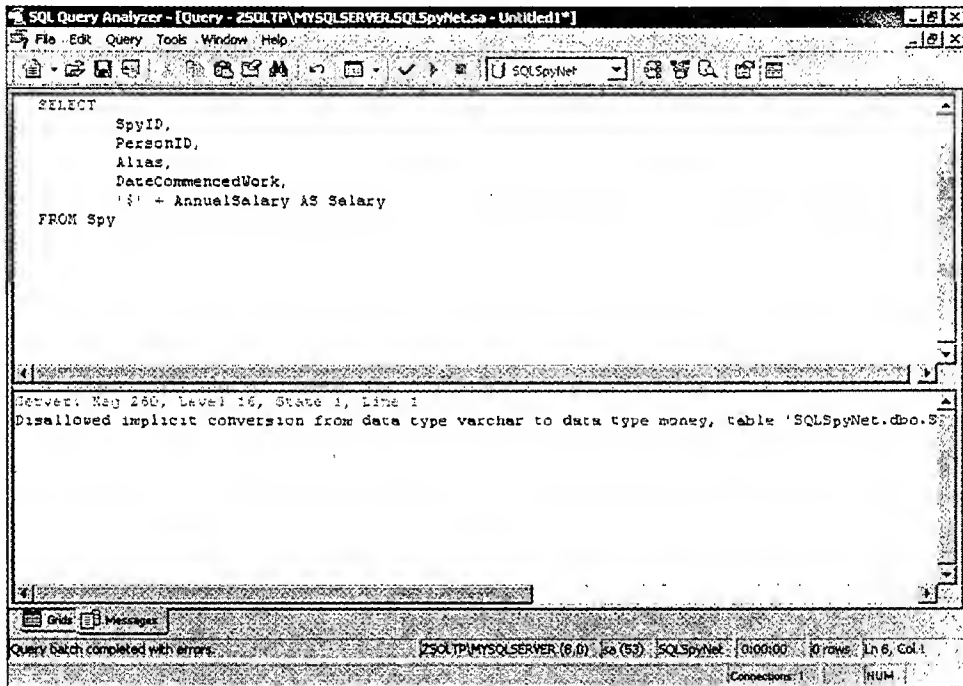 SQL Query Analyzer - [Query - ZSQLTP\MYSQLSERVER.SQLSpyNet.sa - Untitled1*]
File Edit Query Tools Window Help
SQLSpyNet
SELECT
SpyID,
PersonID,
Alias,
DateCommencedWork,
'$' + AnnualSalary AS Salary
FROM Spy
Server: Msg 260, Level 16, State 1, Line 1
Disallowed implicit conversion from data type varchar to data type money, table 'SQLSpyNet.dbo.S
Grids Messages
Query batch completed with errors. ZSQLTP\MYSQLSERVER (8.0) sa (53) SQLSpyNet 0:00:00 0 rows Ln 6, Col 1
Connections: 1 NUM